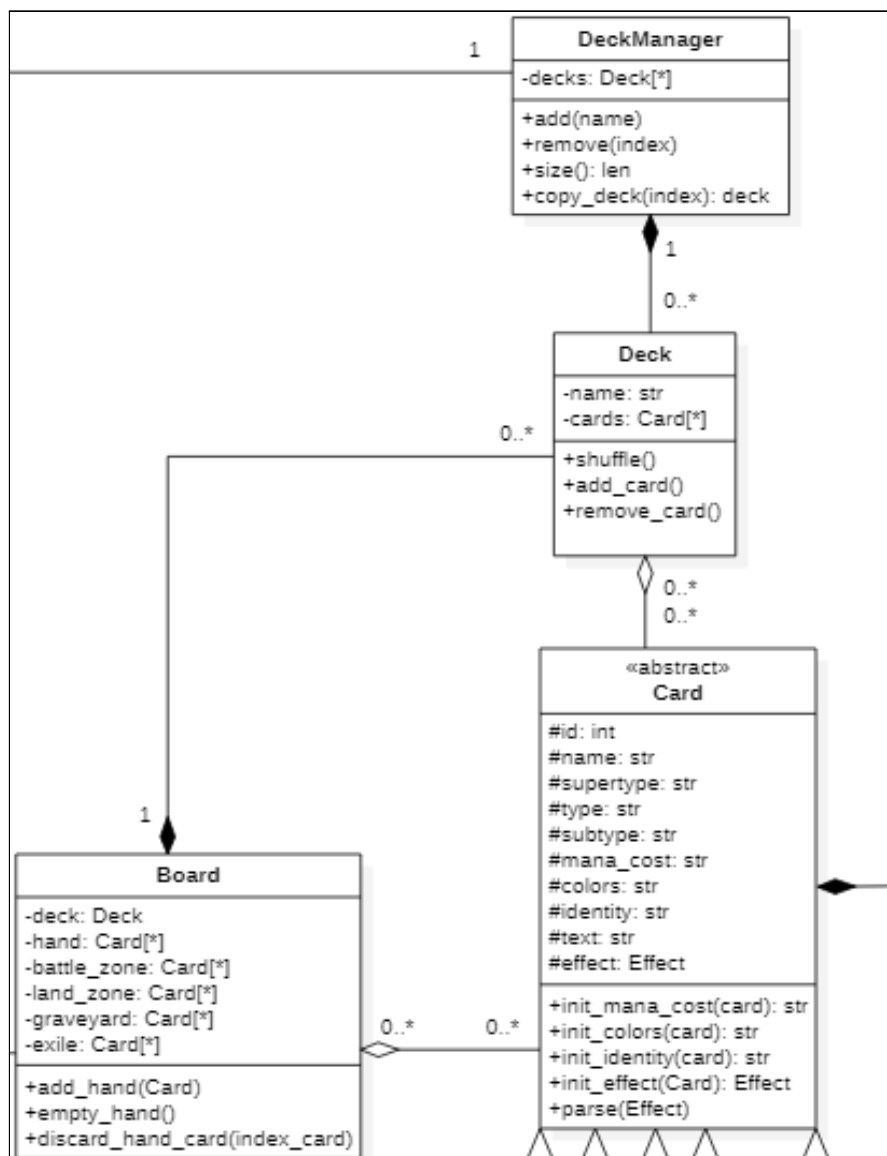 DeckManager
1
-decks: Deck[*]
+add(name)
+remove(index)
+size(): len
+copy_deck(index): deck
1
0..*
Deck
-name: str
-cards: Card[*]
0..*
+shuffle()
+add_card()
+remove_card()
0..*
0..*
«abstract»
Card
#id: int
#name: str
#supertype: str
#type: str
#subtype: str
#mana_cost: str
#colors: str
#identity: str
#text: str
#effect: Effect
+init_mana_cost(card): str
+init_colors(card): str
+init_identity(card): str
+init_effect(Card): Effect
+parse(Effect)
1
Board
-deck: Deck
-hand: Card[*]
-battle_zone: Card[*]
-land_zone: Card[*]
-graveyard: Card[*]
-exile: Card[*]
0..*
0..*
+add_hand(Card)
+empty_hand()
+discard_hand_card(index_card)